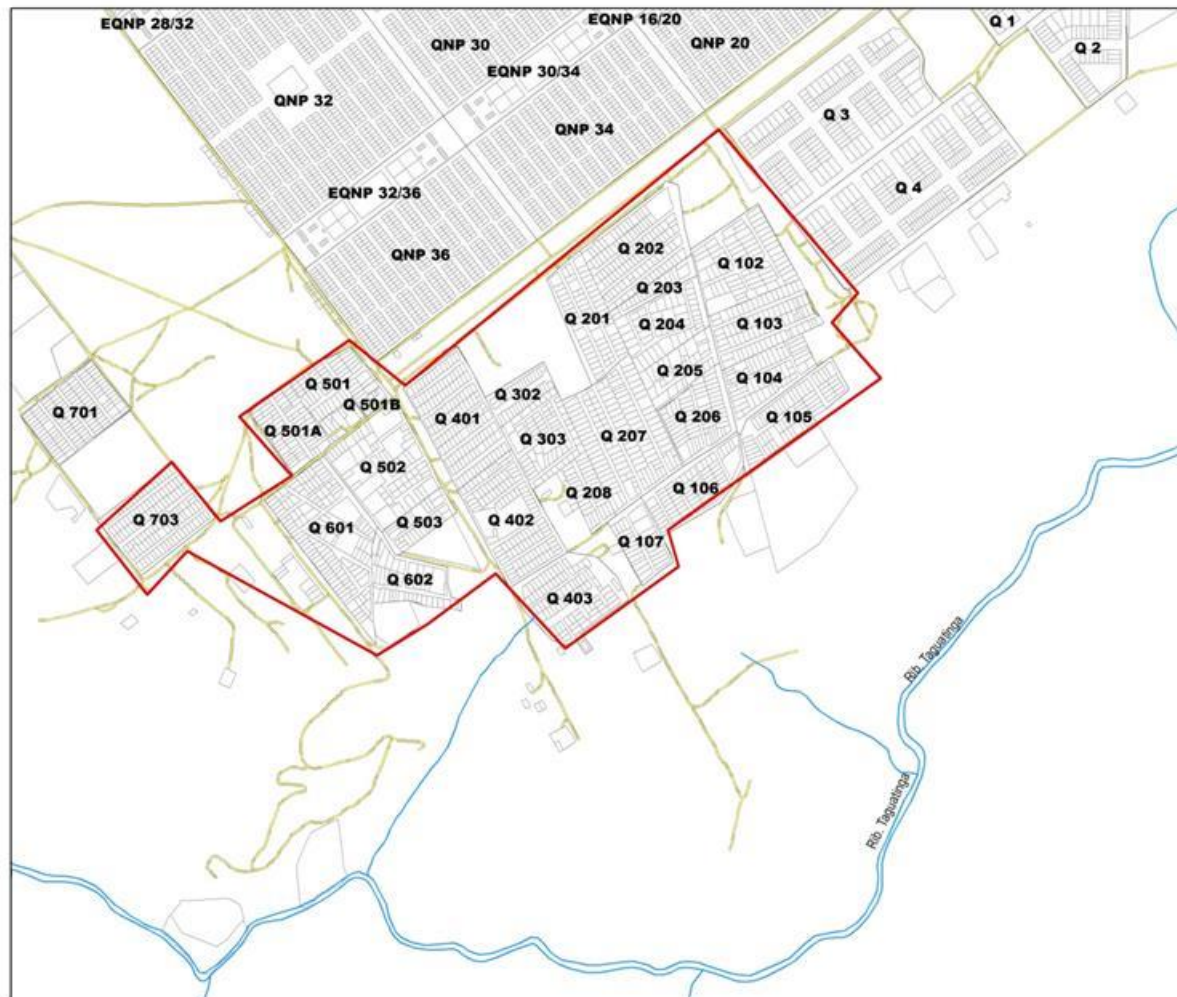 EQNP 28/32
EQNP 16/20
Q 1
QNP 30
QNP 20
Q 2
EQNP 30/34
QNP 32
Q 3
QNP 34
EQNP 32/36
Q 4
QNP 36
Q 202
Q 102
Q 203
Q 201
Q 204
Q 103
Q 205
Q 104
Q 501
Q 302
Q 501B
Q 701
Q 401
Q 206
Q 105
Q 501A
Q 303
Q 207
Q 502
Q 106
Q 208
Q 703
Q 601
Q 503
Q 402
Q 107
Q 602
Q 403
Rib. Taguatinga
Rib. Taguatinga